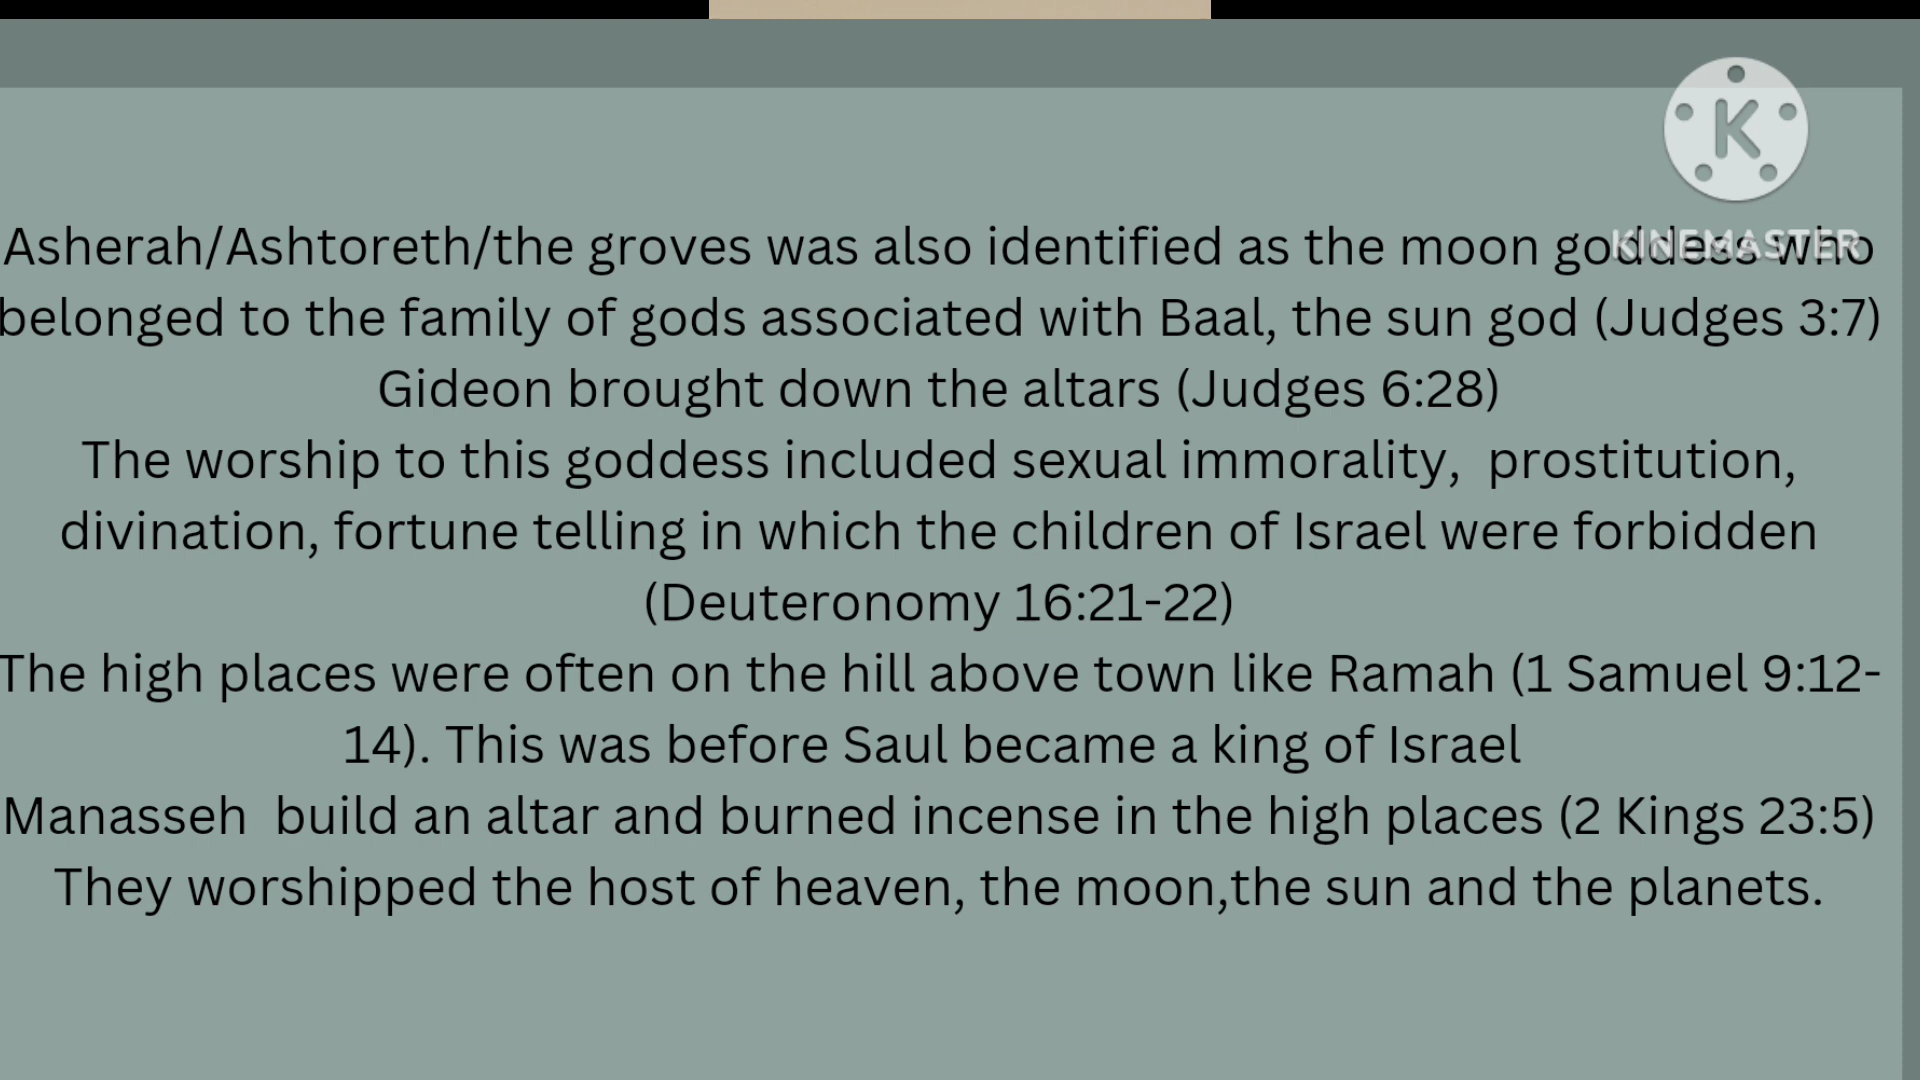 K
KINEMASTER
Asherah/Ashtoreth/the groves was also identified as the moon goddess who
belonged to the family of gods associated with Baal, the sun god (Judges 3:7)
Gideon brought down the altars (Judges 6:28)
The worship to this goddess included sexual immorality,  prostitution,
divination, fortune telling in which the children of Israel were forbidden
(Deuteronomy 16:21-22)
The high places were often on the hill above town like Ramah (1 Samuel 9:12-
14). This was before Saul became a king of Israel
Manasseh  build an altar and burned incense in the high places (2 Kings 23:5)
They worshipped the host of heaven, the moon,the sun and the planets.